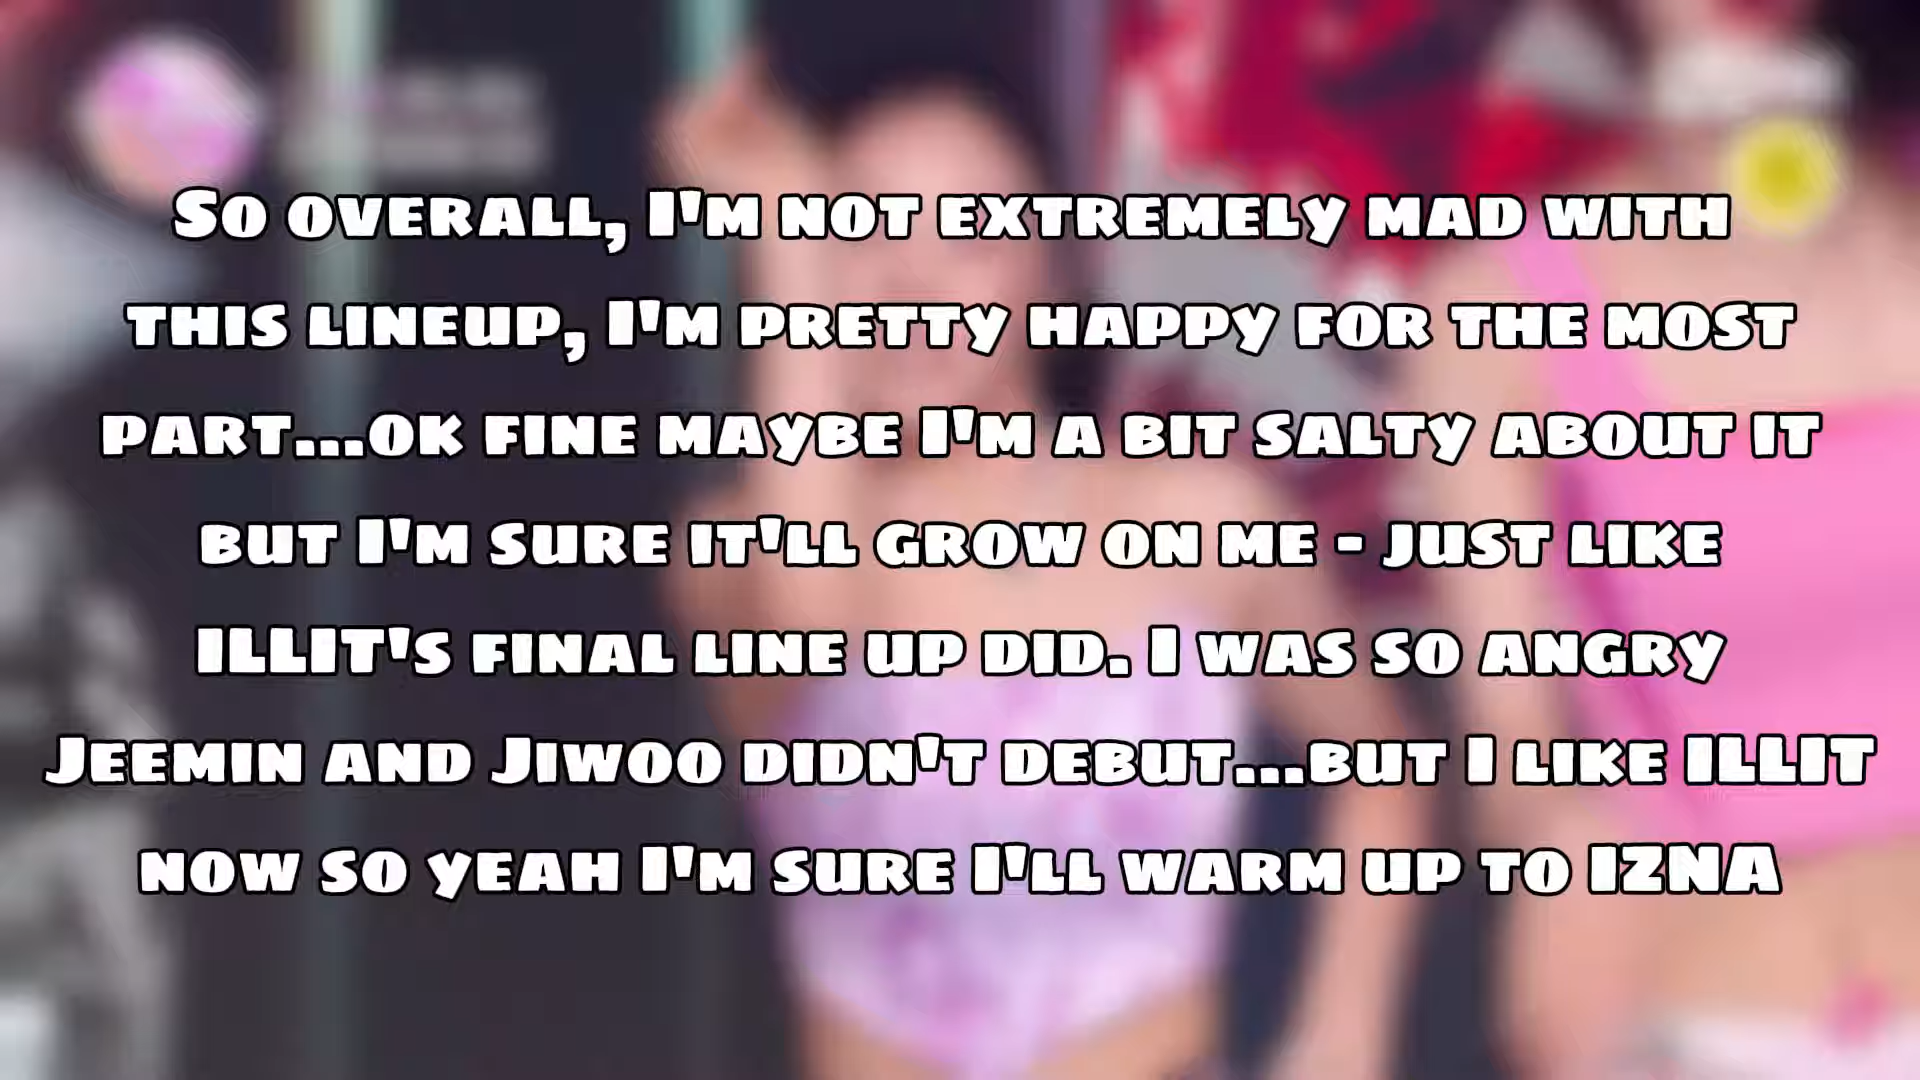 So overall, I'm not extremely mad with
this lineup, I'm pretty happy for the most
part...ok fine maybe I'm a bit salty about it
but I'm sure it'll grow on me - just like
ILLIT's final line up did. I was so angry
Jeemin and Jiwoo didn't debut...but I like ILLIT
now so yeah I'm sure I'll warm up to IZNA